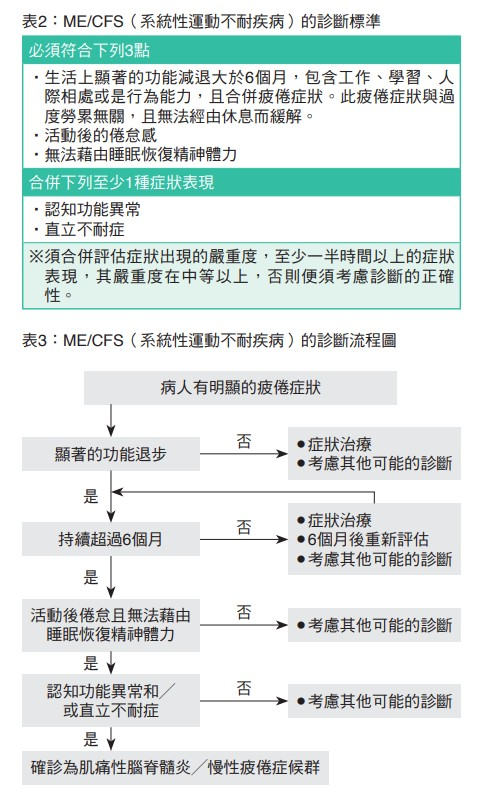 表2：ME/CFS（系統性運動不耐疾病）的診斷標準
必須符合下列3點
・生活上顯著的功能減退大於6個月，包含工作、學習、人
際相處或是行為能力，且合併疲倦症狀。此疲倦症狀與過
度勞累無關，且無法經由休息而緩解。
・活動後的倦怠感
・無法藉由睡眠恢復精神體力
合併下列至少1種症狀表現
・認知功能異常
・直立不耐症
※須合併評估症狀出現的嚴重度，至少一半時間以上的症狀
表現，其嚴重度在中等以上，否則便須考慮診斷的正確
性。
表3：ME/CFS（系統性運動不耐疾病）的診斷流程圖
病人有明顯的疲倦症狀
顯著的功能退步
否
●症狀治療
●考慮其他可能的診斷
是
持續超過6個月
否
●症狀治療
●6個月後重新評估
●考慮其他可能的診斷
是
活動後倦怠且無法藉由
睡眠恢復精神體力
否
●考慮其他可能的診斷
是
認知功能異常和／
或直立不耐症
否
●考慮其他可能的診斷
是
確診為肌痛性腦脊髓炎／慢性疲倦症候群